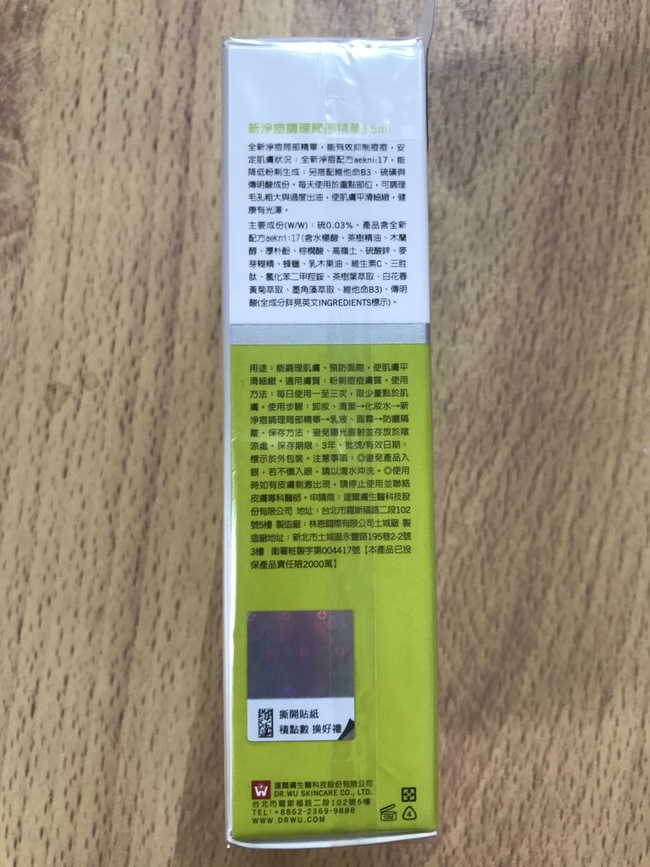 新淨痘調理局部精華15ml
全新淨痘局部精華，能有效抑制痘痘，安
定肌膚狀況；全新淨痘配方aekni:17，能
降低粉刺生成；另搭配維他命B3、硫磺與
傳明酸成份。每天使用於重點部位，可調理
毛孔粗大與過度出油，使肌膚平滑細緻，健
康有光澤。
主要成份(W/W)：硫0.03%。產品含全新
配方aekni:17(含水楊酸、茶樹精油、木蘭
醇、厚朴酚、棕櫚酸、高嶺土、硫酸鋅、麥
芽糊精、蜂蠟、乳木果油、維生素C、三胜
肽、氯化苯二甲羥銨、茶樹葉萃取、白花春
黃菊萃取、墨角藻萃取、維他命B3)、傳明
酸(全成分詳見英文INGREDIENTS標示)。
用途：能調理肌膚、預防面皰，使肌膚平
滑細緻。適用膚質：粉刺痘痘膚質。使用
方法：每日使用一至三次，取少量點於肌
膚。使用步驟：卸妝、清潔→化妝水→新
淨痘調理局部精華→乳液、面霜→防曬隔
離。保存方法：避免陽光直射並存放於陰
涼處。保存期限：3年。批號/有效日期：
標示於外包裝。注意事項：◎避免產品入
眼，若不慎入眼，請以清水沖洗。◎使用
時如有皮膚刺激出現，請停止使用並聯絡
皮膚專科醫師。申請商：達爾膚生醫科技股
份有限公司 地址：台北市羅斯福路二段102
號5樓 製造廠：林恩國際有限公司土城廠 製
造廠地址：新北市土城區永豐路195巷2-2號
3樓 衛署粧製字第004417號【本產品已投
保產品責任險2000萬】
撕開貼紙
積點數 換好禮
達爾膚生醫科技股份有限公司
DR.WU SKINCARE CO., LTD.
台北市羅斯福路二段102號5樓
TEL:+8862-2369-9888
WWW.DRWU.COM
12M
4